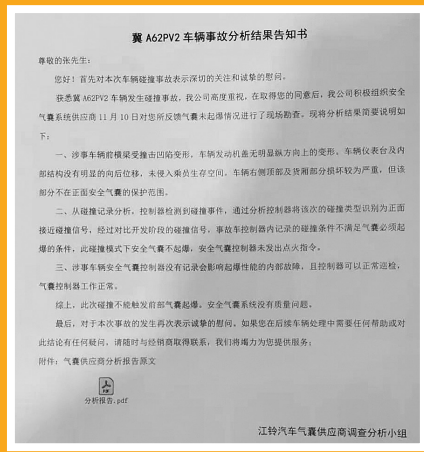 冀 A62PV2 车辆事故分析结果告知书
尊敬的张先生：
您好！首先对本次车辆碰撞事故表示深切的关注和诚挚的慰问。
获悉冀 A62PV2 车辆发生碰撞事故，我公司高度重视，在取得您的同意后，我公司积极组织安全
气囊系统供应商 11 月 10 日对您所反馈气囊未起爆情况进行了现场勘查。现将分析结果简要说明如
下：
一、涉事车辆前横梁受撞击凹陷变形，车辆发动机盖无明显纵方向上的变形。车辆仪表台及内
部结构没有明显的向后位移，未侵入乘员生存空间。车辆右侧顶部及货厢部分损坏较为严重，但该
部分不在正面安全气囊的保护范围。
二、从碰撞记录分析，控制器检测到碰撞事件，通过分析控制器将该次的碰撞类型识别为正面
接近碰撞信号，经过对比开发阶段的碰撞信号，事故车控制器内记录的碰撞条件不满足气囊必须起
爆的条件，此碰撞模式下安全气囊不起爆，安全气囊控制器未发出点火指令。
三、涉事车辆安全气囊控制器没有记录会影响起爆性能的内部故障，且控制器可以正常巡检，
气囊控制器工作正常。
综上，此次碰撞不能触发前部气囊起爆。安全气囊系统没有质量问题。
最后，对于本次事故的发生再次表示诚挚的慰问。如果您在后续车辆处理中需要任何帮助或对
此结论有任何疑问，请随时与经销商取得联系，我们将竭力为您提供服务；
附件：气囊供应商分析报告原文
分析报告.pdf
江铃汽车气囊供应商调查分析小组